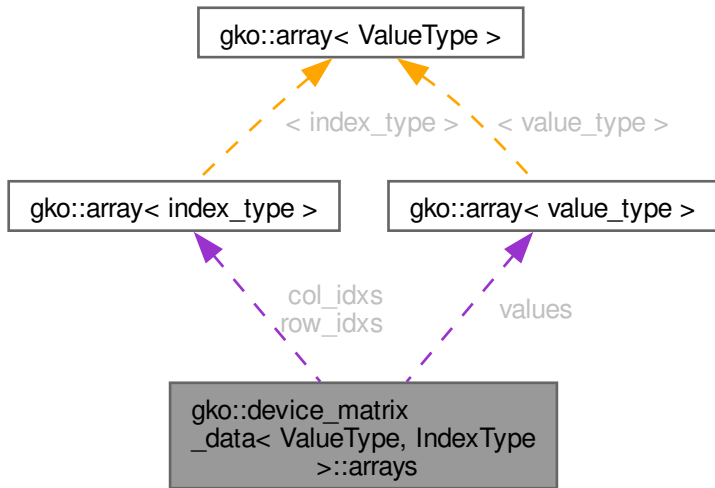 gko::array< ValueType >
< index_type >
< value_type >
gko::array< index_type >
gko::array< value_type >
col_idxs
row_idxs
values
gko::device_matrix
_data< ValueType, IndexType
>::arrays